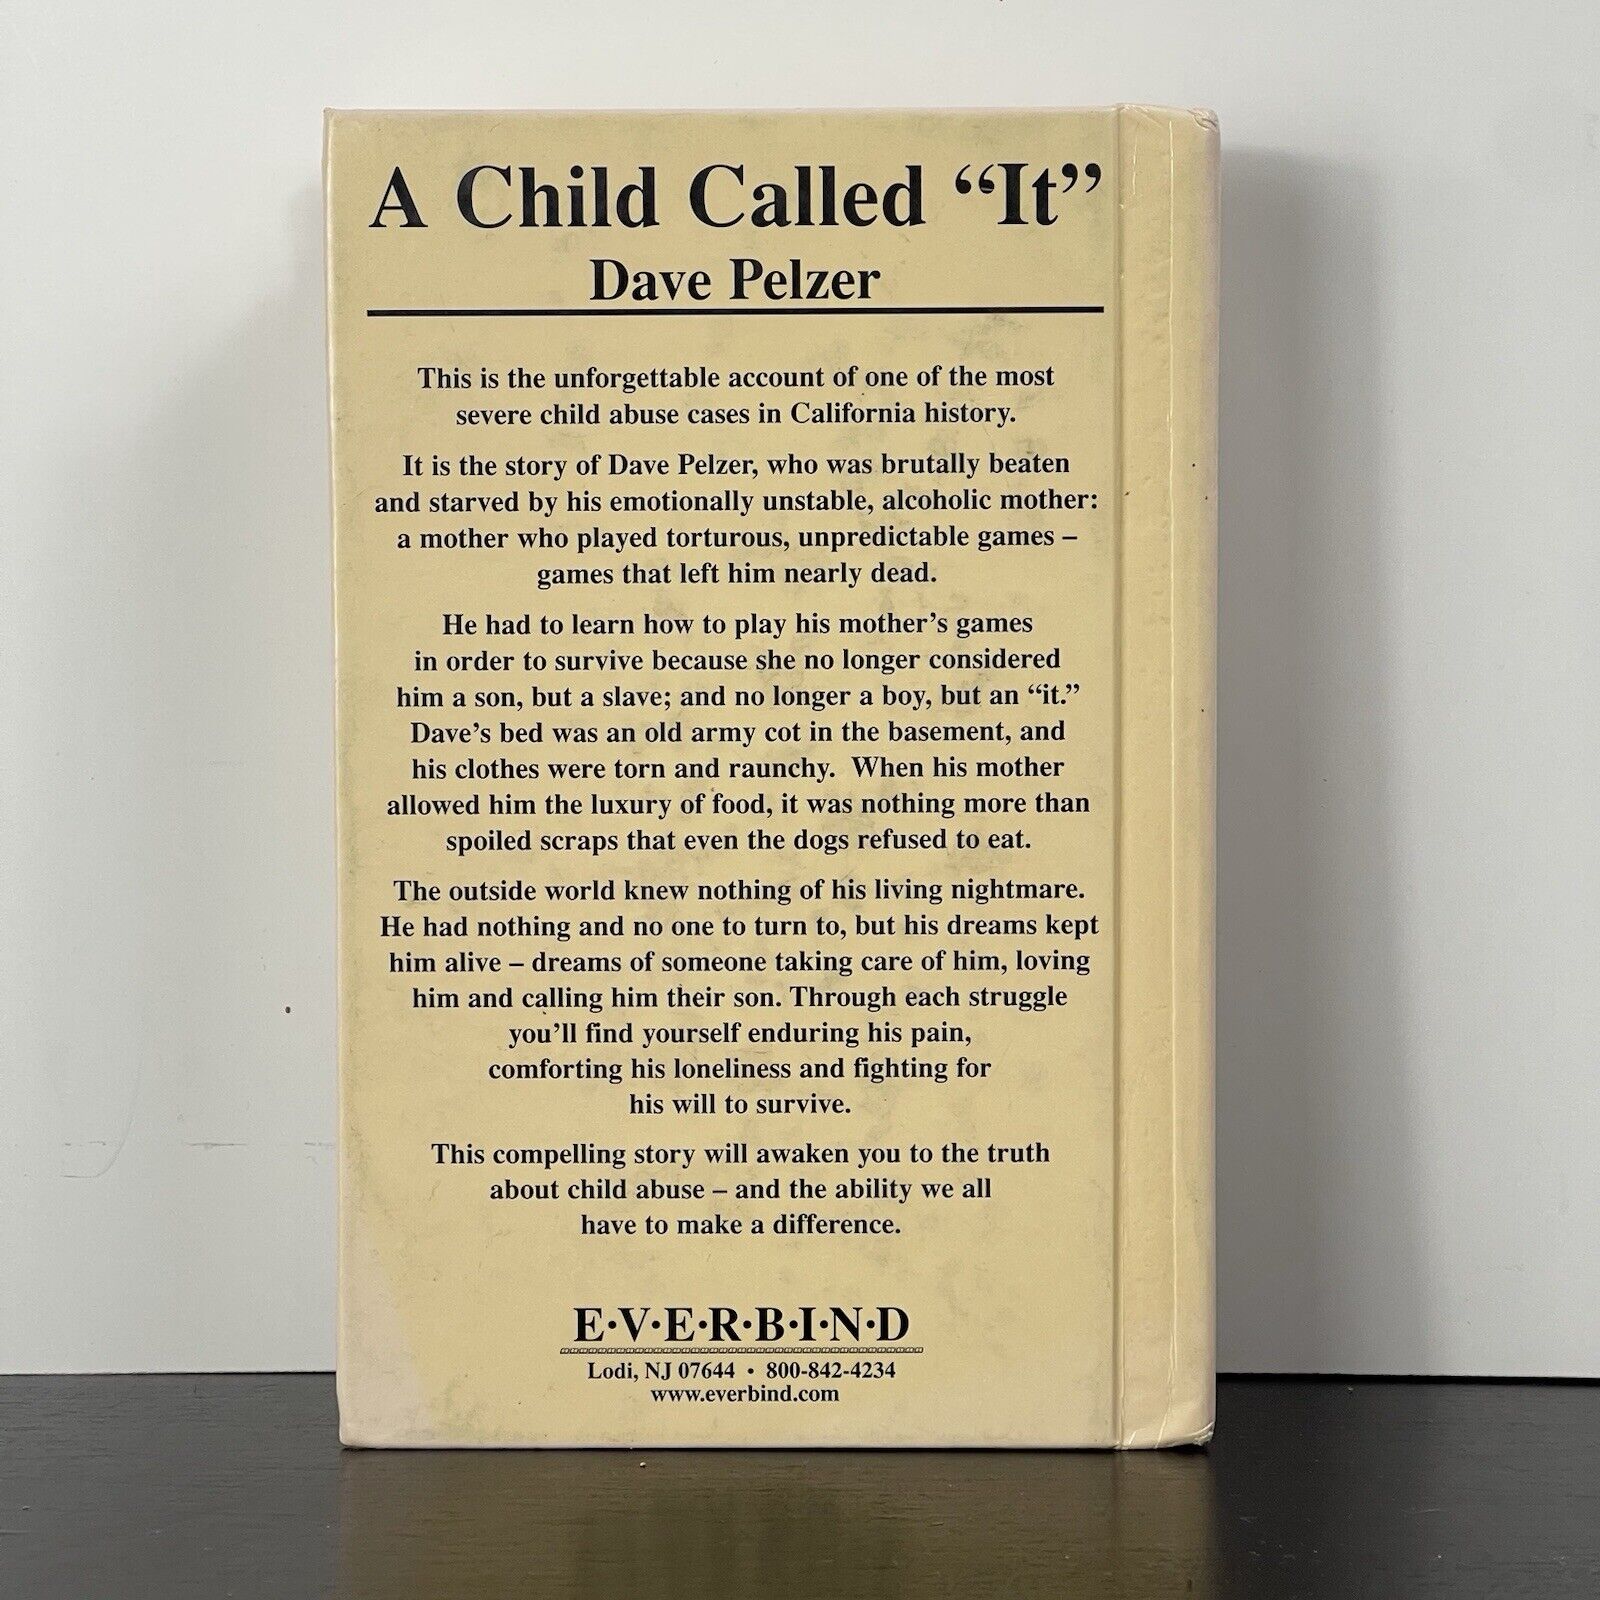 A Child Called “It”
Dave Pelzer
This is the unforgettable account of one of the most
severe child abuse cases in California history.
It is the story of Dave Pelzer, who was brutally beaten
and starved by his emotionally unstable, alcoholic mother:
a mother who played torturous, unpredictable games –
games that left him nearly dead.
He had to learn how to play his mother’s games
in order to survive because she no longer considered
him a son, but a slave; and no longer a boy, but an “it.”
Dave’s bed was an old army cot in the basement, and
his clothes were torn and raunchy. When his mother
allowed him the luxury of food, it was nothing more than
spoiled scraps that even the dogs refused to eat.
The outside world knew nothing of his living nightmare.
He had nothing and no one to turn to, but his dreams kept
him alive – dreams of someone taking care of him, loving
him and calling him their son. Through each struggle
you’ll find yourself enduring his pain,
comforting his loneliness and fighting for
his will to survive.
This compelling story will awaken you to the truth
about child abuse – and the ability we all
have to make a difference.
E·V·E·R·B·I·N·D
Lodi, NJ 07644 • 800-842-4234
www.everbind.com